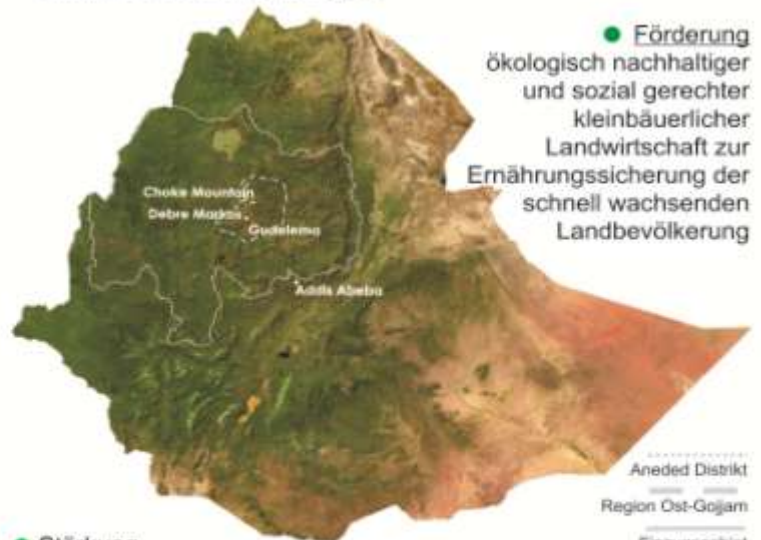 Förderung
ökologisch nachhaltiger
und sozial gerechter
kleinbäuerlicher
Landwirtschaft zur
Ernährungssicherung der
schnell wachsenden
Landbevölkerung
Choke Mountain
Debre Markos
Gudelema
Addis Abeba
Aneded Distrikt
Region Ost-Gojjam